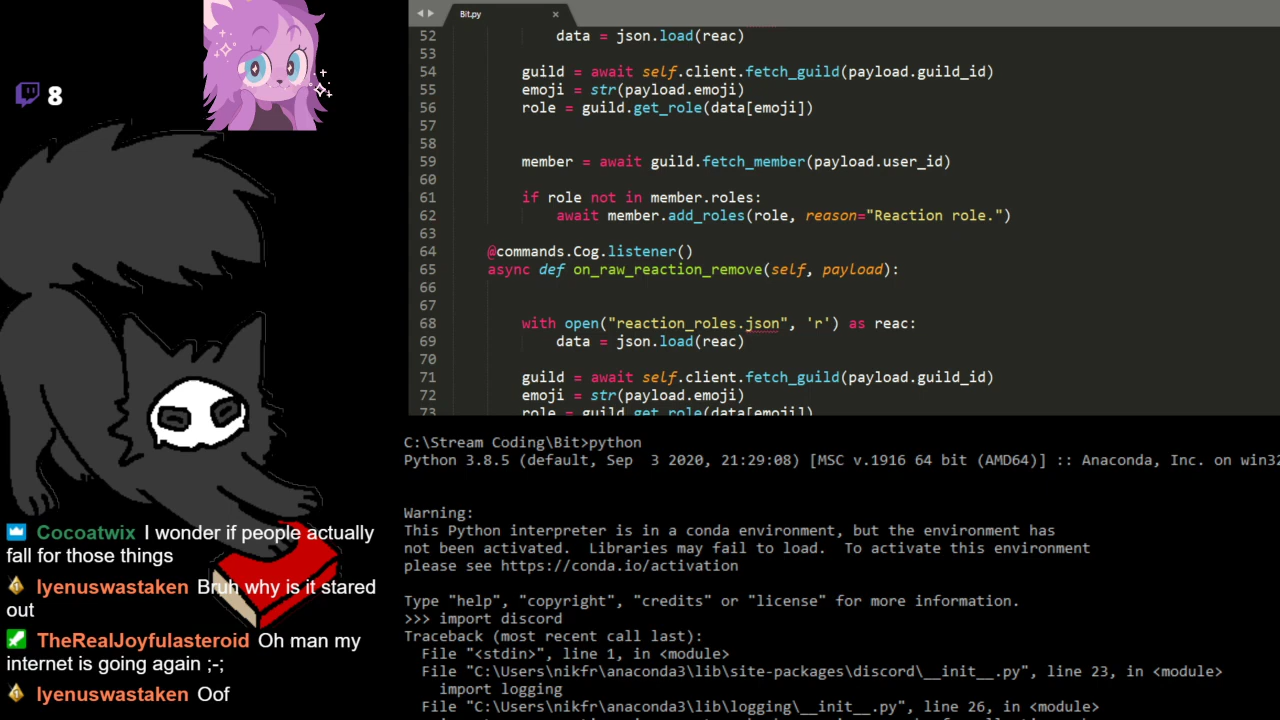 8
Cocoatwix I wonder if people actually
fall for those things
lyenuswastaken Bruh why is it stared
out
TheRealJoyfulasteroid Oh man my
internet is going again ;-;
lyenuswastaken Oof
Bit.py ×
52 data = json.load(reac)
53
54 guild = await self.client.fetch_guild(payload.guild_id)
55 emoji = str(payload.emoji)
56 role = guild.get_role(data[emoji])
57
58
59 member = await guild.fetch_member(payload.user_id)
60
61 if role not in member.roles:
62 await member.add_roles(role, reason="Reaction role.")
63
64 @commands.Cog.listener()
65 async def on_raw_reaction_remove(self, payload):
66
67
68 with open("reaction_roles.json", 'r') as reac:
69 data = json.load(reac)
70
71 guild = await self.client.fetch_guild(payload.guild_id)
72 emoji = str(payload.emoji)
73 role = guild.get_role(data[emoji])
C:\Stream Coding\Bit>python
Python 3.8.5 (default, Sep  3 2020, 21:29:08) [MSC v.1916 64 bit (AMD64)] :: Anaconda, Inc. on win32
Warning:
This Python interpreter is in a conda environment, but the environment has
not been activated.  Libraries may fail to load.  To activate this environment
please see https://conda.io/activation
Type "help", "copyright", "credits" or "license" for more information.
>>> import discord
Traceback (most recent call last):
File "<stdin>", line 1, in <module>
File "C:\Users\nikfr\anaconda3\lib\site-packages\discord\__init__.py", line 23, in <module>
import logging
File "C:\Users\nikfr\anaconda3\lib\logging\__init__.py", line 26, in <module>